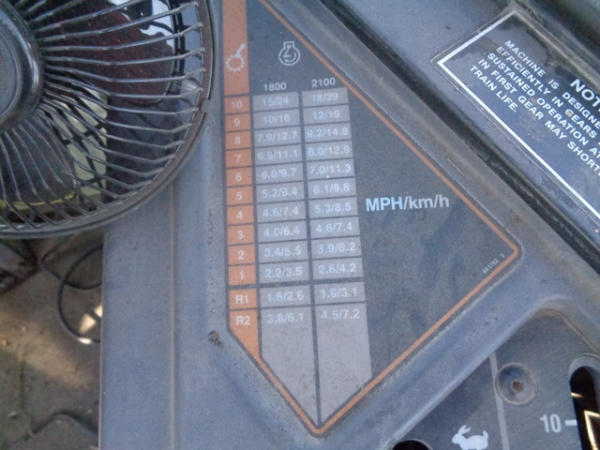 1800 2100
10 15/24 18/29
9 10/16 12/19
8 7.9/12.7 9.2/14.8
7 6.9/11.1 8.0/12.9
6 6.0/9.7 7.0/11.3
5 5.2/8.4 6.1/9.8
4 4.6/7.4 5.3/8.5
3 4.0/6.4 4.6/7.4
2 3.4/5.5 3.9/6.2
1 2.2/3.5 2.6/4.2
R1 1.6/2.6 1.9/3.1
R2 3.8/6.1 4.5/7.2
MPH/km/h
NOT
MACHINE IS DESIGNE
EFFICIENTLY IN GEARS
SUSTAINED OPERATION AT
IN FIRST GEAR MAY SHORT
TRAIN LIFE.
10